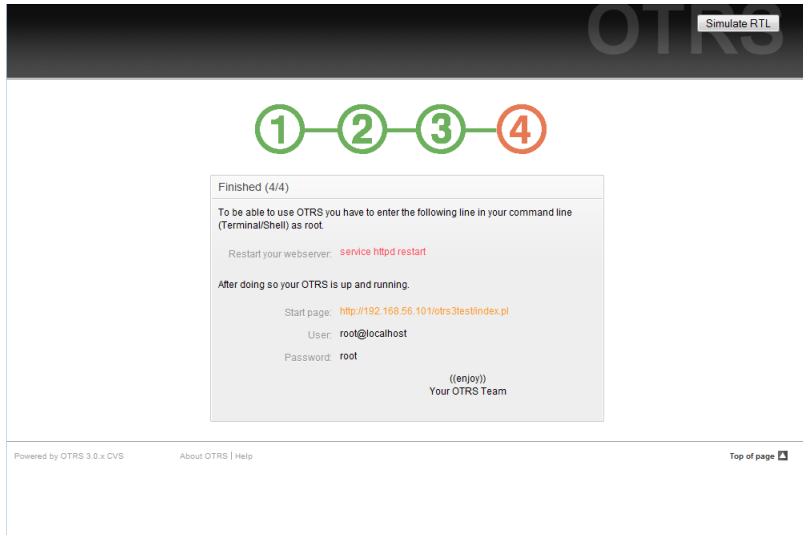 OTRS
Simulate RTL
1 2 3 4
Finished (4/4)
To be able to use OTRS you have to enter the following line in your command line
(Terminal/Shell) as root.
Restart your webserver: service httpd restart
After doing so your OTRS is up and running.
Start page: http://192.168.56.101/otrs3test/index.pl
User: root@localhost
Password: root
((enjoy))
Your OTRS Team
Powered by OTRS 3.0.x CVS About OTRS | Help Top of page